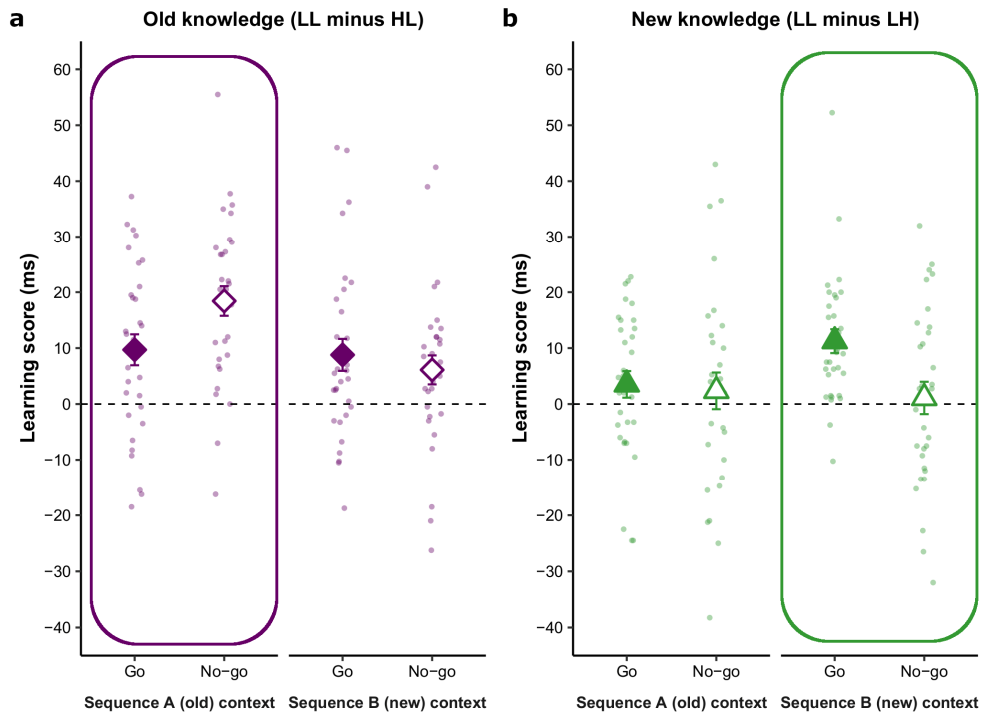 a
Old knowledge (LL minus HL)
Learning score (ms)
60
50
40
30
20
10
0
−10
−20
−30
−40
Go
No−go
Go
No−go
Sequence A (old) context
Sequence B (new) context
b
New knowledge (LL minus LH)
Learning score (ms)
60
50
40
30
20
10
0
−10
−20
−30
−40
Go
No−go
Go
No−go
Sequence A (old) context
Sequence B (new) context